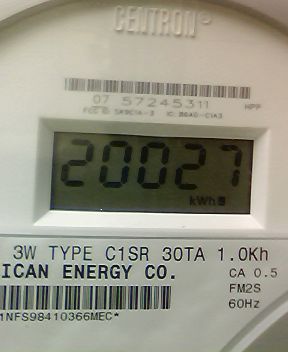 CENTRON
07 57245311
20027
kWh
3W TYPE C1SR 30TA 1.0Kh
ICAN ENERGY CO.
CA 0.5
FM2S
60Hz
1NFS98410366MEC*